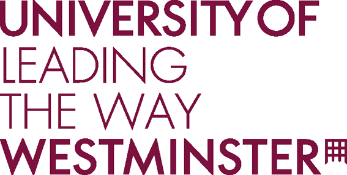 UNIVERSITY OF
LEADING
THE WAY
WESTMINSTER